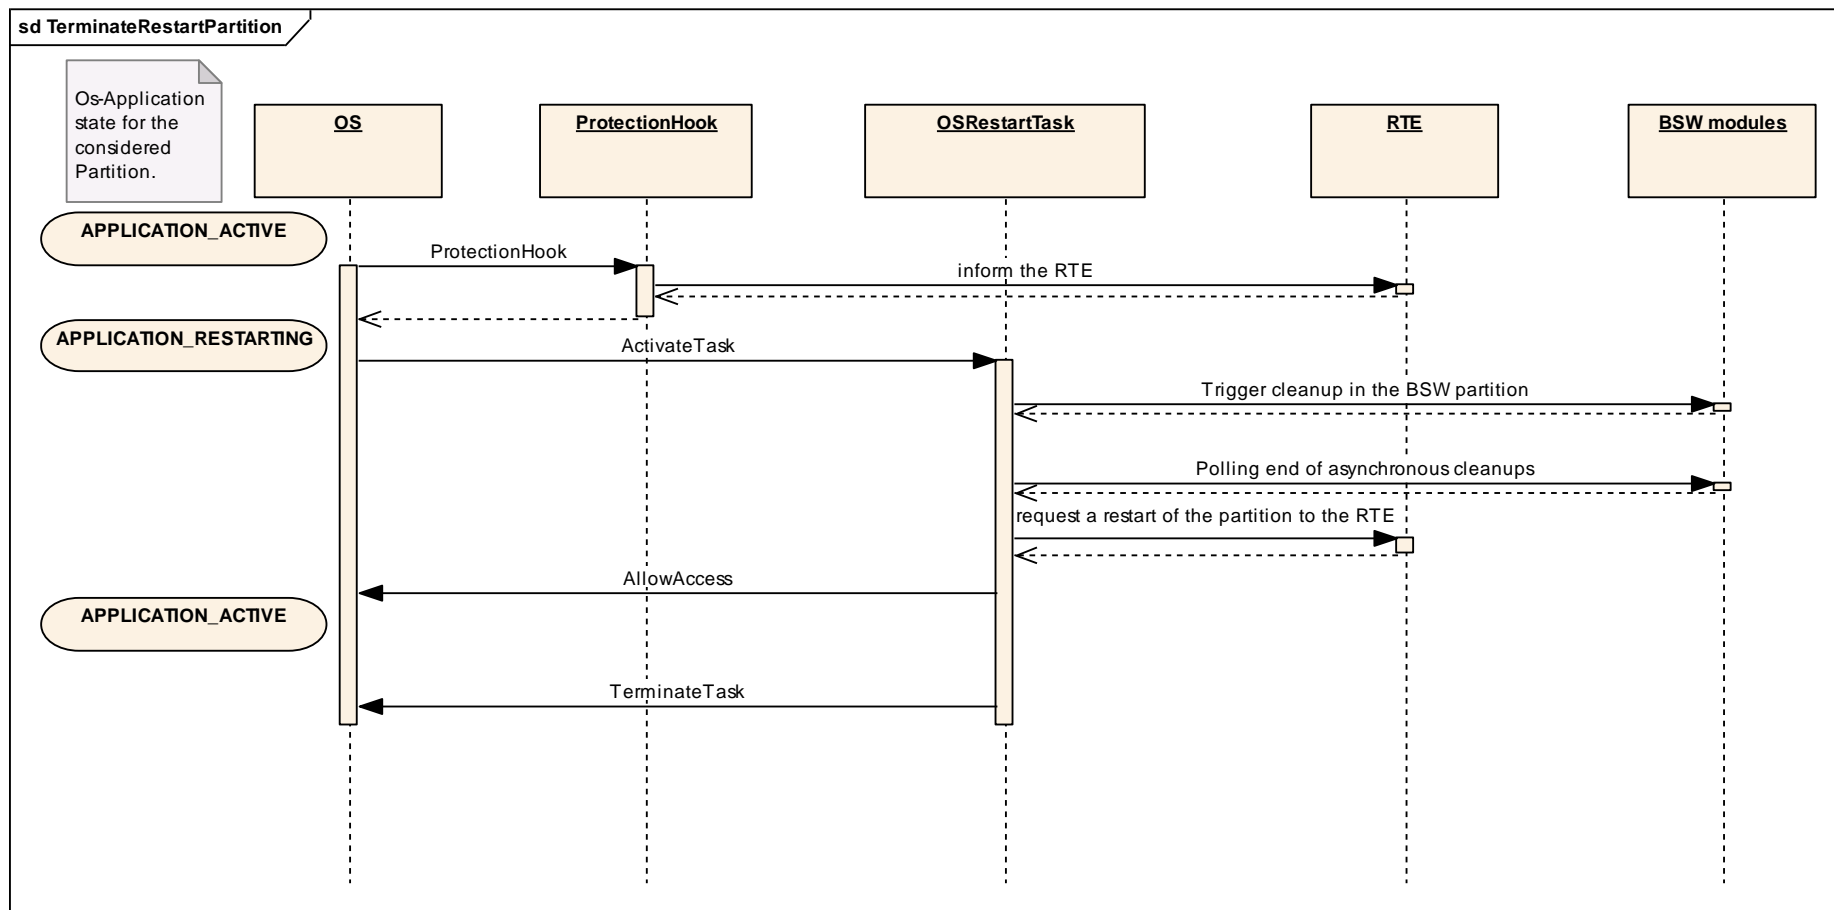 sd TerminateRestartPartition
Os-Application
state for the
considered
Partition.
OS
ProtectionHook
OSRestartTask
RTE
BSW modules
APPLICATION_ACTIVE
ProtectionHook
inform the RTE
APPLICATION_RESTARTING
ActivateTask
Trigger cleanup in the BSW partition
Polling end of asynchronous cleanups
request a restart of the partition to the RTE
AllowAccess
APPLICATION_ACTIVE
TerminateTask